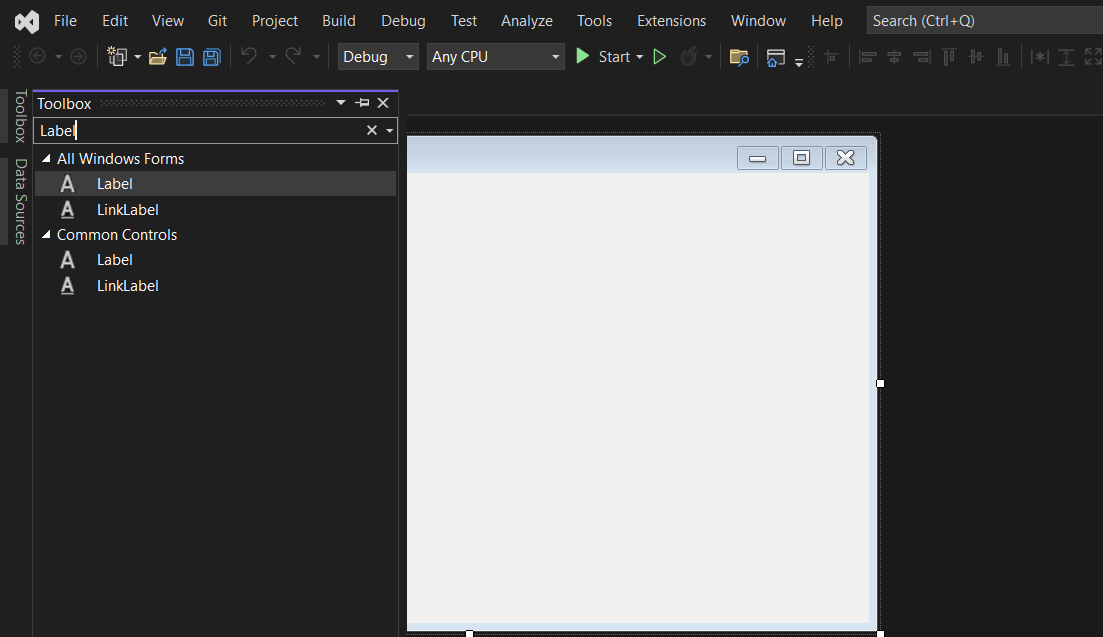 File Edit View Git Project Build Debug Test Analyze Tools Extensions Window Help Search (Ctrl+Q)
Debug Any CPU Start
Toolbox
Data Sources
Toolbox
Label
All Windows Forms
Label
LinkLabel
Common Controls
Label
LinkLabel